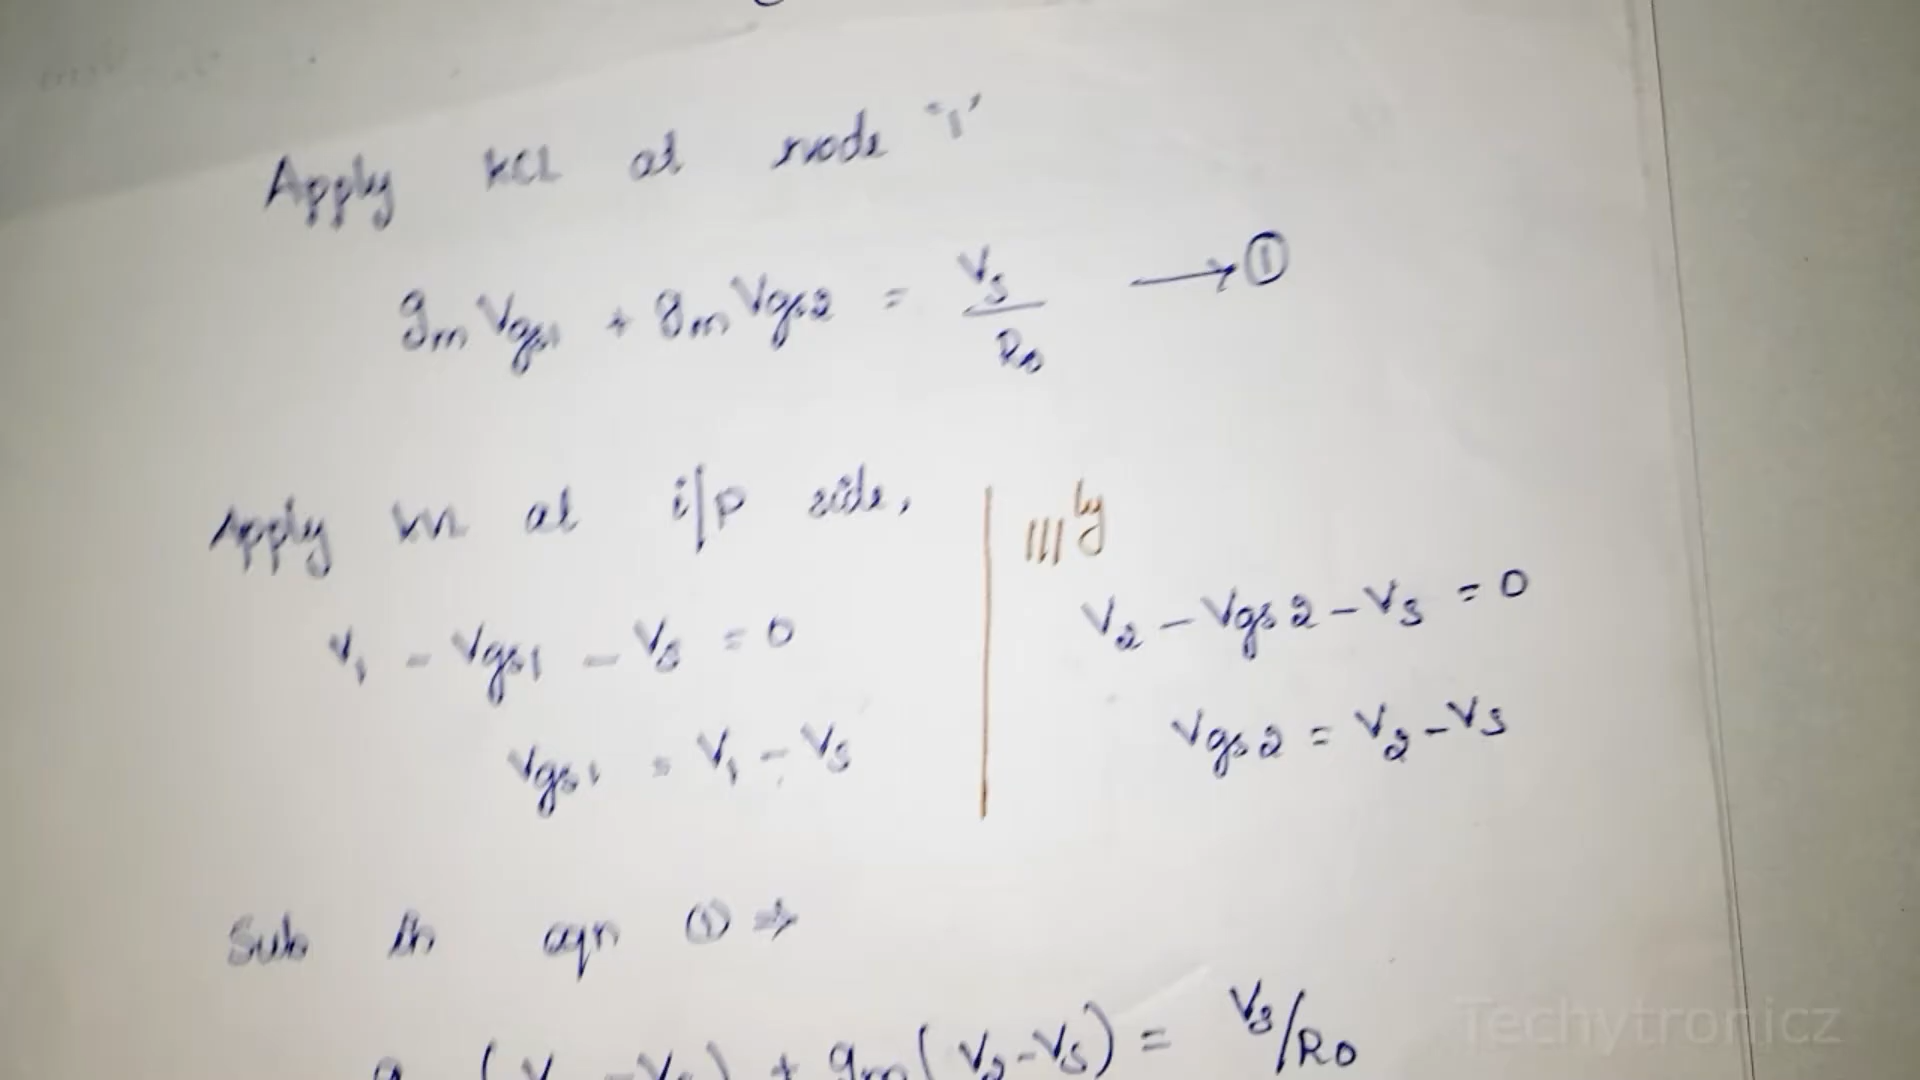 Apply KCL at node "1"
gm Vgs1 + gm Vgs2 = Vs / Ro → ①
Apply KVL at i/p side,
V1 - Vgs1 - Vs = 0
Vgs1 = V1 - Vs
|||ly
V2 - Vgs2 - Vs = 0
Vgs2 = V2 - Vs
Sub in eqn ① ⇒
(V -Vs) + gm(V2-Vs) = Vs/Ro
Techytronicz